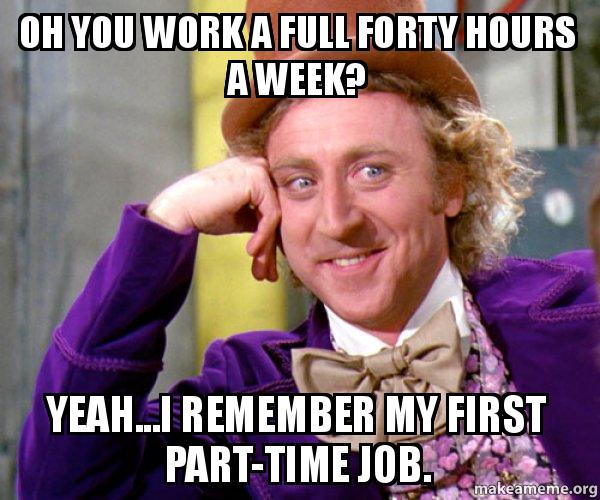 OH YOU WORK A FULL FORTY HOURS
A WEEK?
YEAH...I REMEMBER MY FIRST
PART-TIME JOB.
makeameme.org